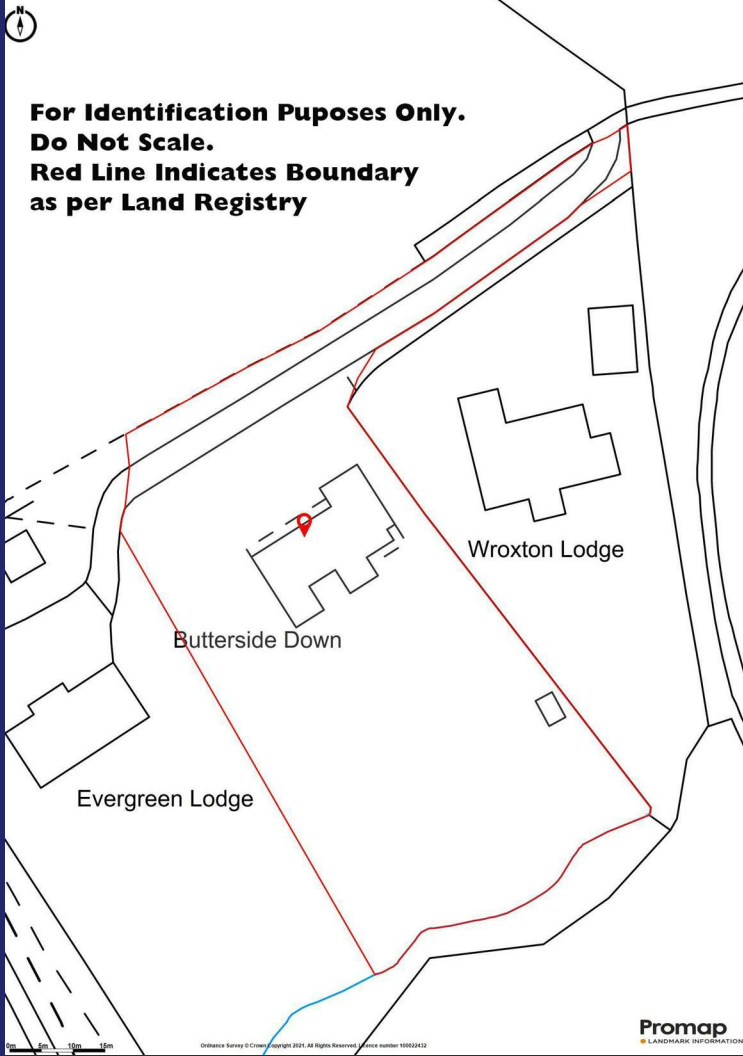 N
For Identification Puposes Only.
Do Not Scale.
Red Line Indicates Boundary
as per Land Registry
Wroxton Lodge
Butterside Down
Evergreen Lodge
0m 5m 10m 15m
Ordnance Survey © Crown Copyright 2021. All Rights Reserved. Licence number 100022432
Promap
LANDMARK INFORMATION